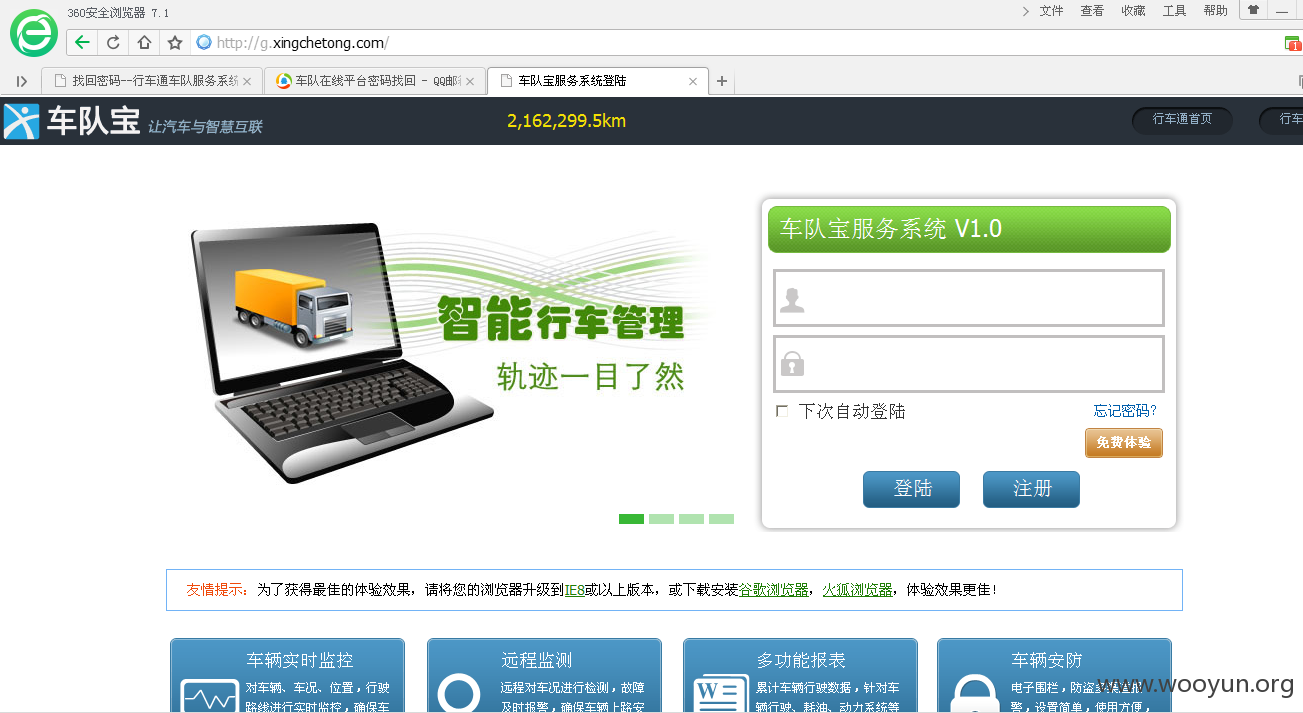 360安全浏览器 7.1
文件 查看 收藏 工具 帮助
http://g.xingchetong.com/
1
找回密码--行车通车队服务系统
车队在线平台密码找回 - QQ邮
车队宝服务系统登陆
车队宝 让汽车与智慧互联
2,162,299.5km
行车通首页
行车
车队宝服务系统 V1.0
智能行车管理
轨迹一目了然
下次自动登陆
忘记密码?
免费体验
登陆
注册
友情提示：为了获得最佳的体验效果，请将您的浏览器升级到IE8或以上版本，或下载安装谷歌浏览器，火狐浏览器，体验效果更佳！
车辆实时监控
对车辆、车况、位置，行驶
路线进行实时监控，确保车
远程监测
远程对车况进行检测，故障
及时报警，确保车辆上路安
W
多功能报表
累计车辆行驶数据，针对车
辆行驶、耗油、动力系统等
车辆安防
电子围栏，防盗
警，设置简单，使用方便，
www.wooyun.org